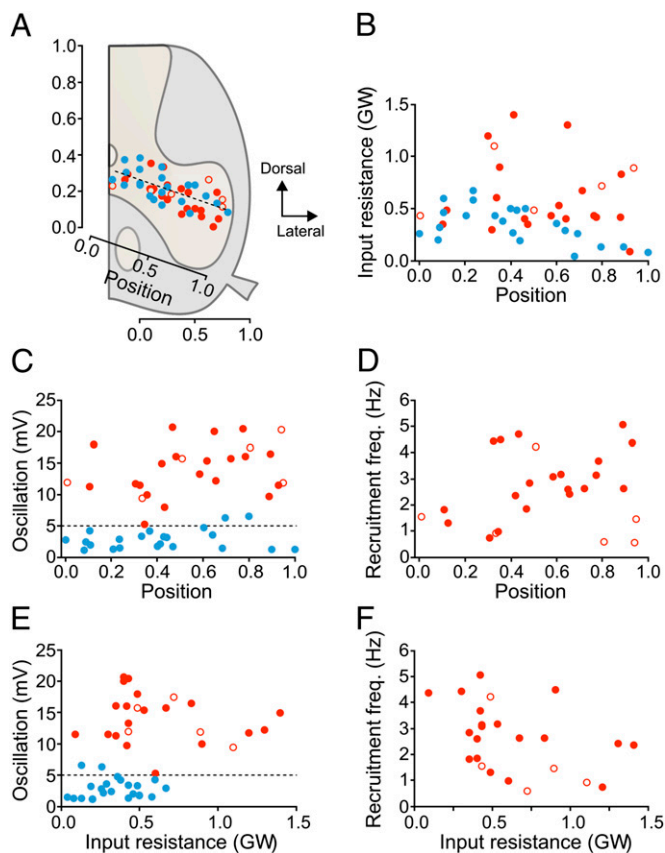 A
1.0
0.8
0.6
0.4
0.2
0.0
Dorsal
Lateral
0.0
0.5
1.0
Position
0.0 0.5 1.0
B
Input resistance (GW)
1.5
1.0
0.5
0.0
0 0.2 0.4 0.6 0.8 1.0
Position
C
Oscillation (mV)
25
20
15
10
5
0
0 0.2 0.4 0.6 0.8 1.0
Position
D
Recruitment freq. (Hz)
6
5
4
3
2
1
0
0 0.2 0.4 0.6 0.8 1.0
Position
E
Oscillation (mV)
25
20
15
10
5
0
0.0 0.5 1.0 1.5
Input resistance (GW)
F
Recruitment freq. (Hz)
6
5
4
3
2
1
0
0.0 0.5 1.0 1.5
Input resistance (GW)